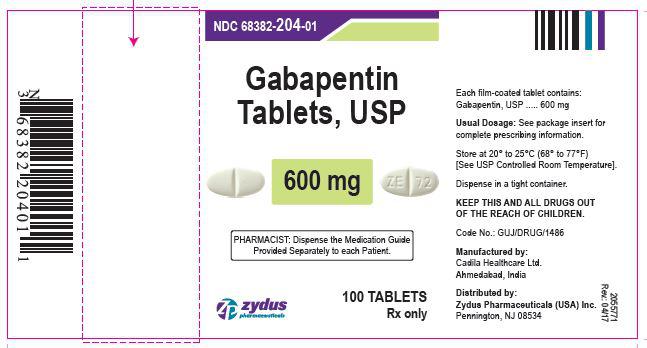 N
3 68382 20401 1
NDC 68382-204-01
Gabapentin
Tablets, USP
600 mg
ZE 72
PHARMACIST: Dispense the Medication Guide
Provided Separately to each Patient.
zydus
pharmaceuticals
100 TABLETS
Rx only
Each film-coated tablet contains:
Gabapentin, USP ..... 600 mg
Usual Dosage: See package insert for
complete prescribing information.
Store at 20° to 25°C (68° to 77°F)
[See USP Controlled Room Temperature].
Dispense in a tight container.
KEEP THIS AND ALL DRUGS OUT
OF THE REACH OF CHILDREN.
Code No.: GUJ/DRUG/1486
Manufactured by:
Cadila Healthcare Ltd.
Ahmedabad, India
Distributed by:
Zydus Pharmaceuticals (USA) Inc.
Pennington, NJ 08534
2055771
Rev.: 04/17